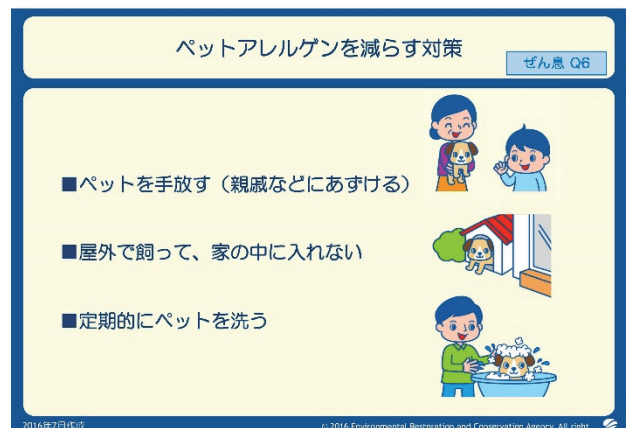 ペットアレルゲンを減らす対策
ぜん息 Q6
■ペットを手放す（親戚などにあずける）
■屋外で飼って、家の中に入れない
■定期的にペットを洗う
2016年7月作成
© 2016 Environmental Restoration and Conservation Agency. All right